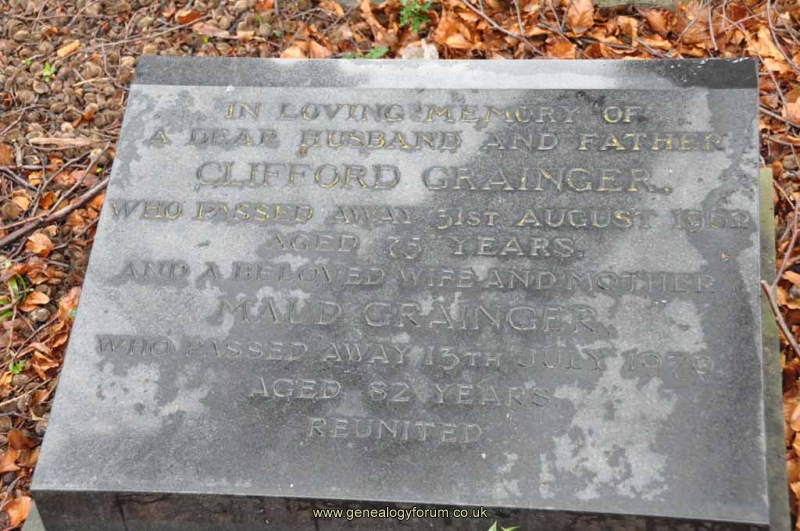 IN LOVING MEMORY OF
A DEAR HUSBAND AND FATHER
CLIFFORD GRAINGER.
WHO PASSED AWAY 31ST AUGUST
AGED 75 YEARS.
AND A BELOVED WIFE AND MOTHER
MAUD GRAINGER.
WHO PASSED AWAY 13TH JULY
AGED 82 YEARS.
REUNITED.
www.genealogyforum.co.uk